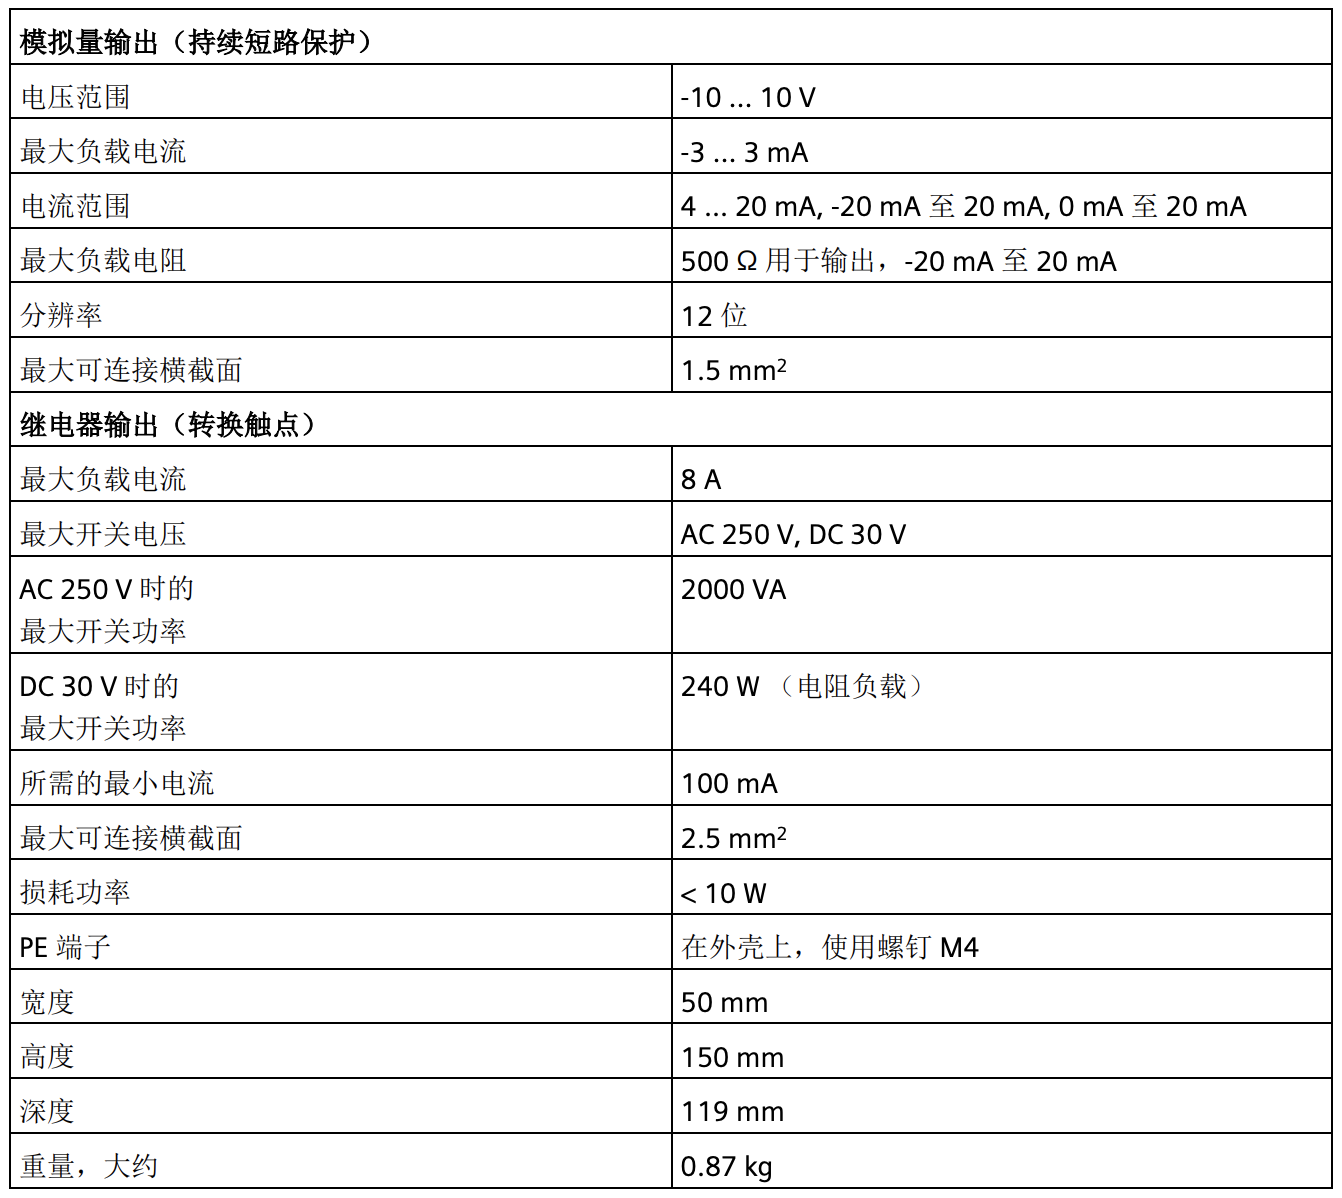 模拟量输出（持续短路保护）
电压范围 -10 ... 10 V
最大负载电流 -3 ... 3 mA
电流范围 4 ... 20 mA, -20 mA 至 20 mA, 0 mA 至 20 mA
最大负载电阻 500 Ω 用于输出，-20 mA 至 20 mA
分辨率 12 位
最大可连接横截面 1.5 mm²
继电器输出（转换触点）
最大负载电流 8 A
最大开关电压 AC 250 V, DC 30 V
AC 250 V 时的 2000 VA
最大开关功率
DC 30 V 时的 240 W （电阻负载）
最大开关功率
所需的最小电流 100 mA
最大可连接横截面 2.5 mm²
损耗功率 < 10 W
PE 端子 在外壳上，使用螺钉 M4
宽度 50 mm
高度 150 mm
深度 119 mm
重量，大约 0.87 kg